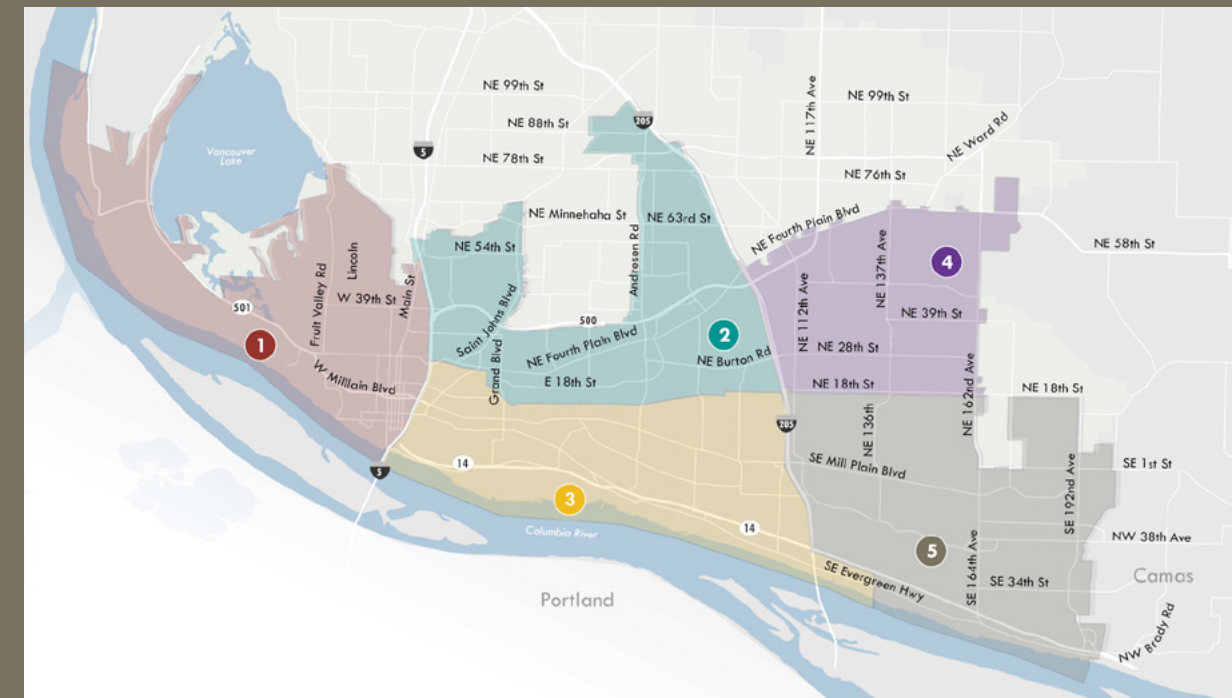 NE 99th St
NE 99th St
NE 88th St
205
NE 117th Ave
5
NE 78th St
NE Ward Rd
Vancouver
Lake
NE 76th St
NE Minnehaha St
NE 63rd St
NE Fourth Plain Blvd
NE 54th St
NE 58th St
Lincoln
Fruit Valley Rd
Main St
Andresen Rd
NE 137th Ave
4
W 39th St
501
Saint Johns Blvd
500
NE 112th Ave
NE 39th St
1
2
NE Fourth Plain Blvd
NE 28th St
NE Burton Rd
W Milllain Blvd
Grand Blvd
E 18th St
NE 18th St
NE 18th St
NE 162nd Ave
NE 136th
205
14
5
SE Mill Plain Blvd
SE 1st St
SE 192nd Ave
3
14
Columbia River
NW 38th Ave
5
SE 164th Ave
SE Evergreen Hwy
SE 34th St
Camas
Portland
NW Brady Rd